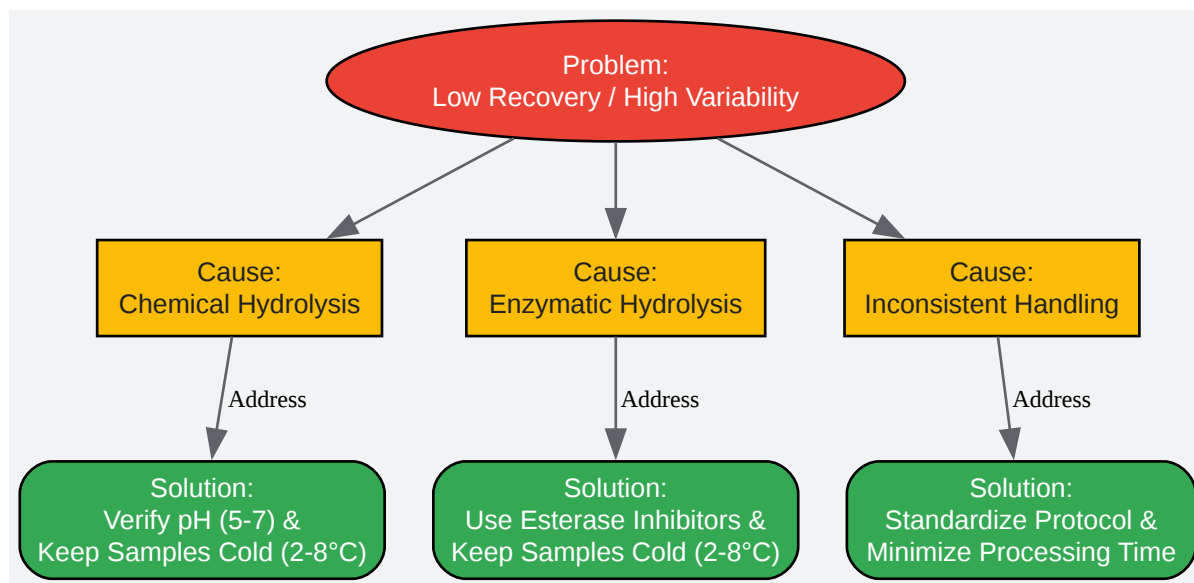 Problem:
Low Recovery / High Variability
Cause:
Chemical Hydrolysis
Cause:
Enzymatic Hydrolysis
Cause:
Inconsistent Handling
Address
Address
Address
Solution:
Verify pH (5-7) &
Keep Samples Cold (2-8°C)
Solution:
Use Esterase Inhibitors &
Keep Samples Cold (2-8°C)
Solution:
Standardize Protocol &
Minimize Processing Time